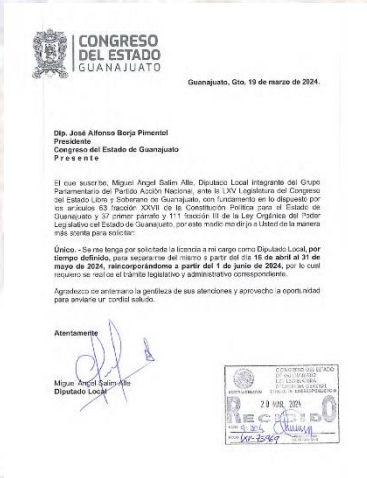 CONGRESO
DEL ESTADO
GUANAJUATO
Guanajuato, Gto, 19 de marzo de 2024.
Dip. José Alfonso Borja Pimentel
Presidente
Congreso del Estado de Guanajuato
P r e s e n t e
El que suscribe, Miguel Ángel Salim Alle, Diputado Local integrante del Grupo
Parlamentario del Partido Acción Nacional, ante la LXV Legislatura del Congreso
del Estado Libre y Soberano de Guanajuato, con fundamento en lo dispuesto por
los artículos 63 fracción XXVII de la Constitución Política para el Estado de
Guanajuato y 37 primer párrafo y 111 fracción III de la Ley Orgánica del Poder
Legislativo del Estado de Guanajuato, por este medio me dirijo a Usted de la manera
más atenta para solicitar:
Único. - Se me tenga por solicitada la licencia a mi cargo como Diputado Local, por
tiempo definido, para separarme del mismo a partir del día 16 de abril al 31 de
mayo de 2024, reincorporándome a partir del 1 de junio de 2024, por lo cual
requiero se realice el trámite legislativo y administrativo correspondiente.
Agradezco de antemano la gentileza de sus atenciones y aprovecho la oportunidad
para enviarle un cordial saludo.
Atentamente
Miguel Ángel Salim Alle
Diputado Local
CONGRESO DEL ESTADO
DE GUANAJUATO
20 MAR. 2024
RECIBIDO